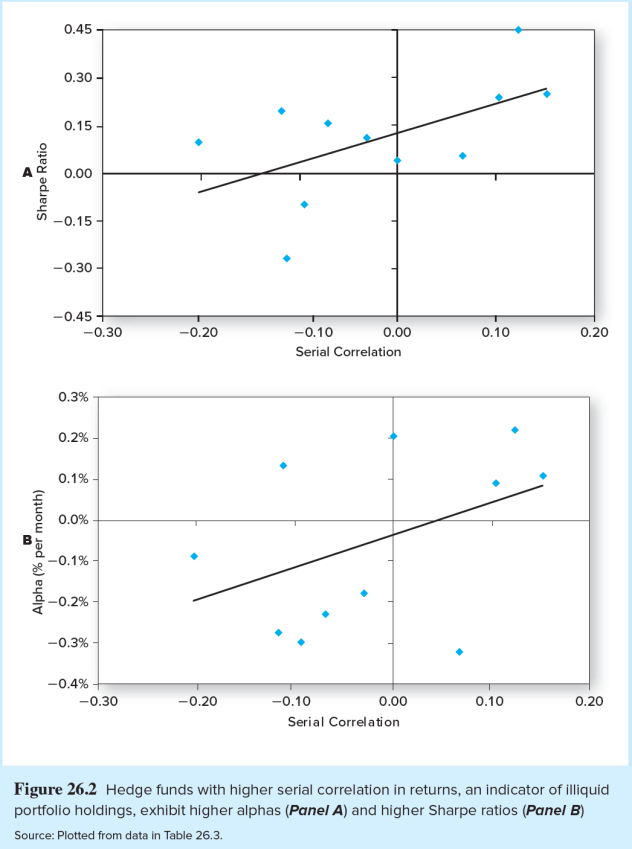 0.45
0.30
0.15
0.00
−0.15
−0.30
−0.45
A
Sharpe Ratio
−0.30 −0.20 −0.10 0.00 0.10 0.20
Serial Correlation
0.3%
0.2%
0.1%
0.0%
−0.1%
−0.2%
−0.3%
−0.4%
B
Alpha (% per month)
−0.30 −0.20 −0.10 0.00 0.10 0.20
Serial Correlation
Figure 26.2 Hedge funds with higher serial correlation in returns, an indicator of illiquid
portfolio holdings, exhibit higher alphas (Panel A) and higher Sharpe ratios (Panel B)
Source: Plotted from data in Table 26.3.